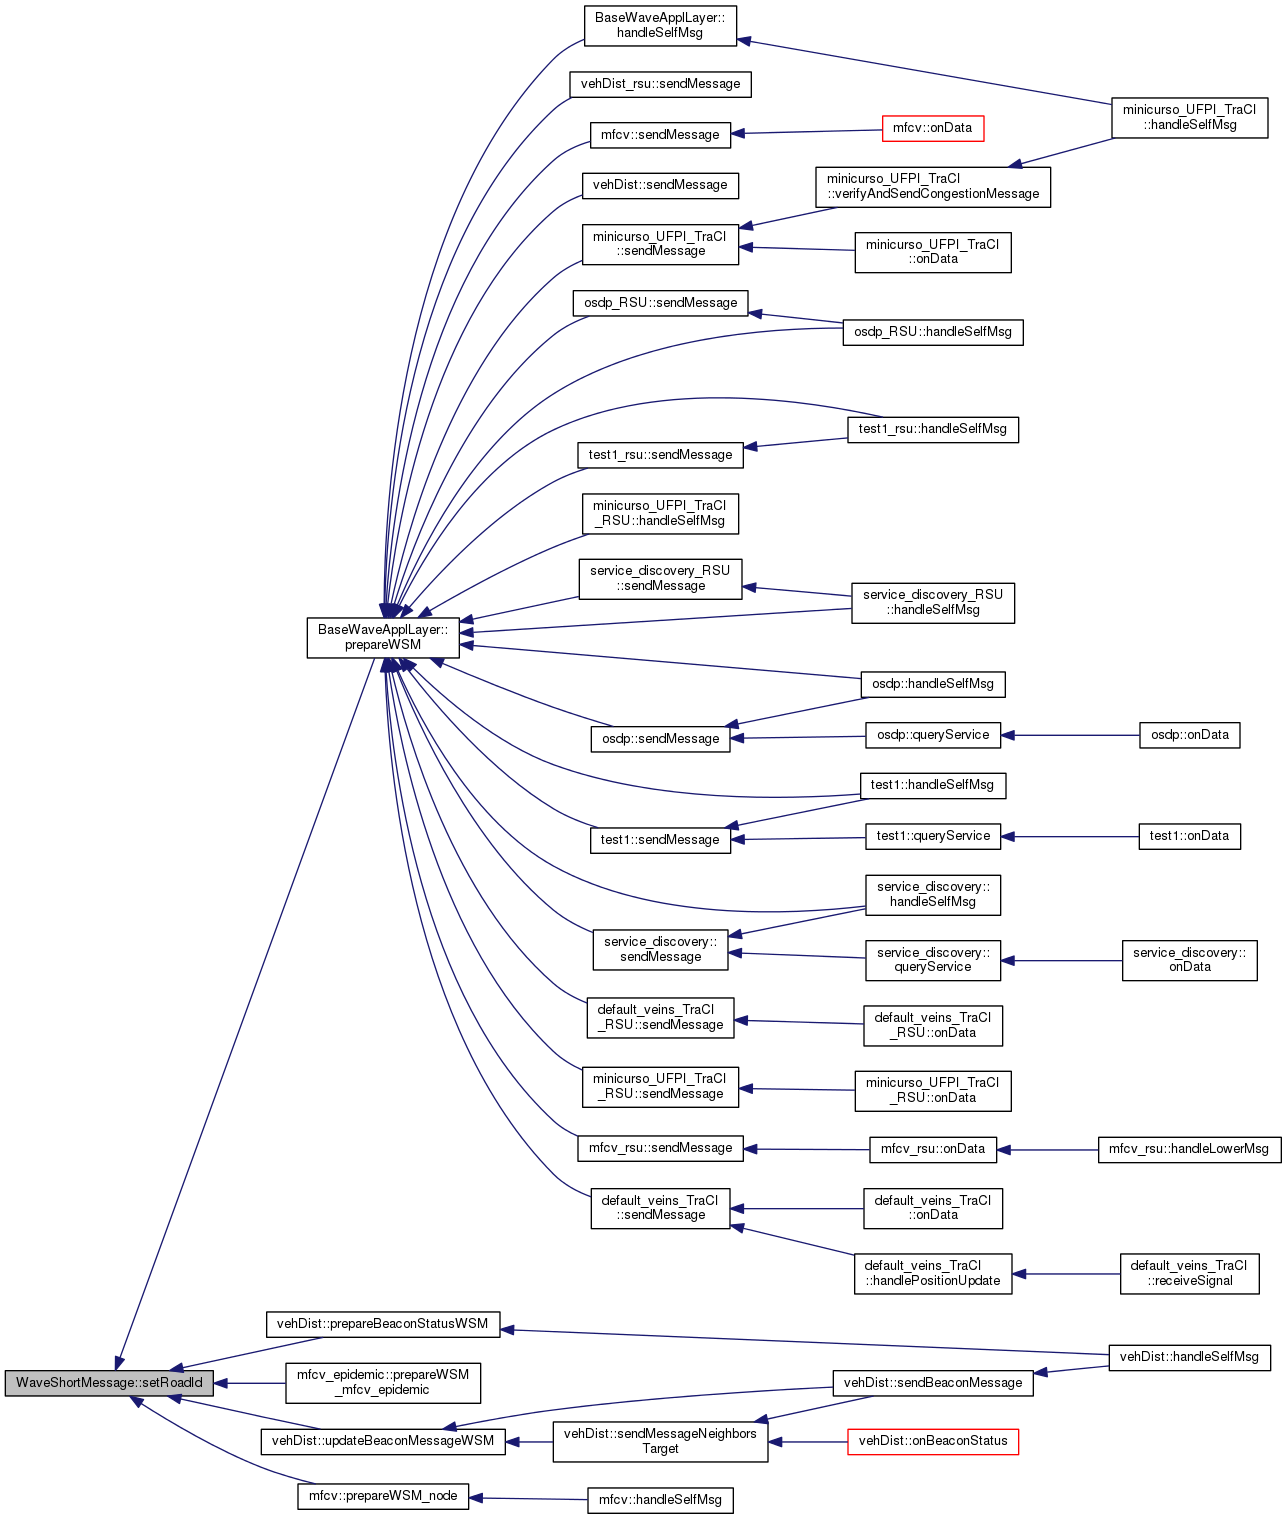 BaseWaveApplLayer::
handleSelfMsg
vehDist_rsu::sendMessage
minicurso_UFPI_TraCI
::handleSelfMsg
mfcv::sendMessage
mfcv::onData
vehDist::sendMessage
minicurso_UFPI_TraCI
::verifyAndSendCongestionMessage
minicurso_UFPI_TraCI
::sendMessage
minicurso_UFPI_TraCI
::onData
osdp_RSU::sendMessage
osdp_RSU::handleSelfMsg
test1_rsu::handleSelfMsg
test1_rsu::sendMessage
minicurso_UFPI_TraCI
_RSU::handleSelfMsg
service_discovery_RSU
::sendMessage
service_discovery_RSU
::handleSelfMsg
BaseWaveApplLayer::
prepareWSM
osdp::handleSelfMsg
osdp::sendMessage
osdp::queryService
osdp::onData
test1::handleSelfMsg
test1::sendMessage
test1::queryService
test1::onData
service_discovery::
handleSelfMsg
service_discovery::
sendMessage
service_discovery::
queryService
service_discovery::
onData
default_veins_TraCI
_RSU::sendMessage
default_veins_TraCI
_RSU::onData
minicurso_UFPI_TraCI
_RSU::sendMessage
minicurso_UFPI_TraCI
_RSU::onData
mfcv_rsu::sendMessage
mfcv_rsu::onData
mfcv_rsu::handleLowerMsg
default_veins_TraCI
::sendMessage
default_veins_TraCI
::onData
default_veins_TraCI
::handlePositionUpdate
default_veins_TraCI
::receiveSignal
vehDist::prepareBeaconStatusWSM
vehDist::handleSelfMsg
WaveShortMessage::setRoadId
mfcv_epidemic::prepareWSM
_mfcv_epidemic
vehDist::sendBeaconMessage
vehDist::updateBeaconMessageWSM
vehDist::sendMessageNeighbors
Target
vehDist::onBeaconStatus
mfcv::prepareWSM_node
mfcv::handleSelfMsg